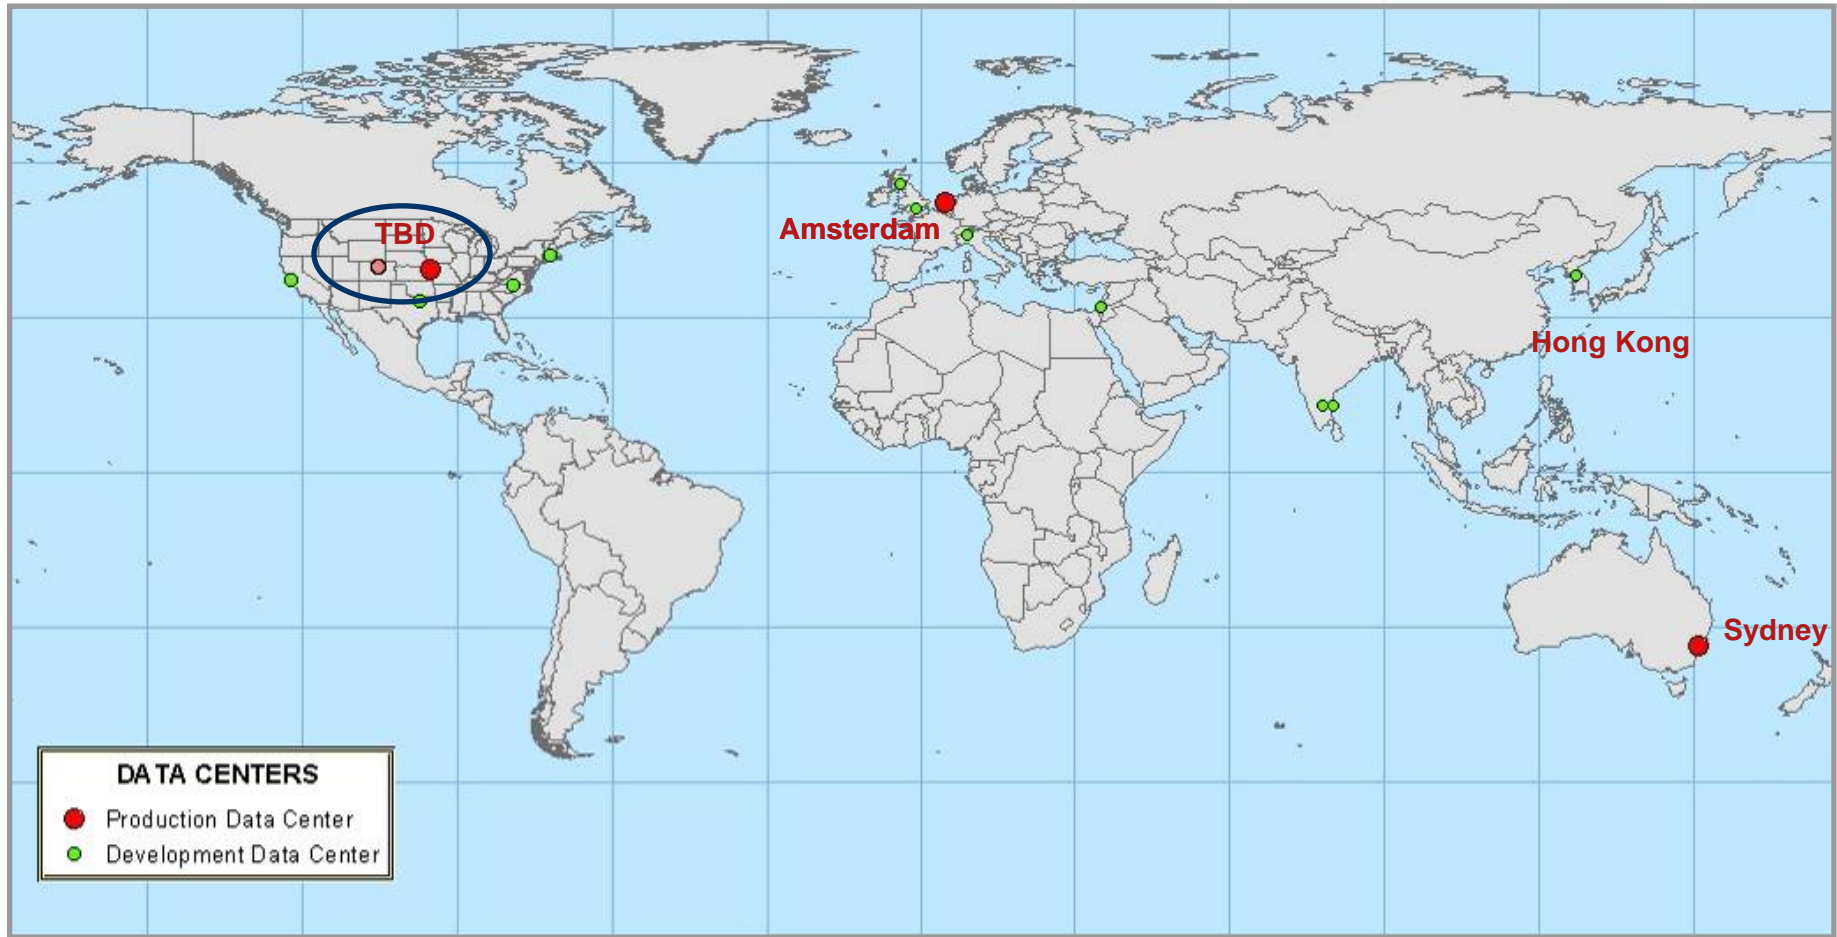 TBD
Amsterdam
Hong Kong
Sydney
DATA CENTERS
Production Data Center
Development Data Center